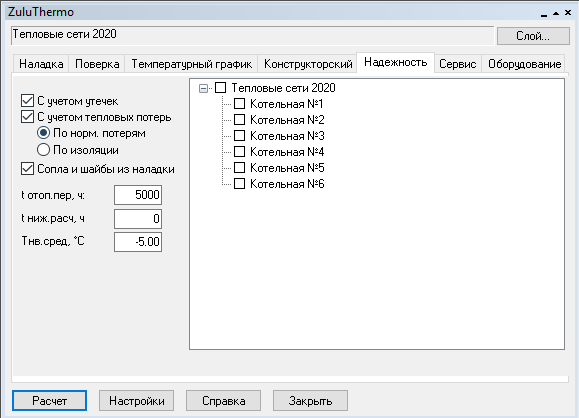 ZuluThermo
Тепловые сети 2020
Слой...
Наладка Поверка Температурный график Конструкторский Надежность Сервис Оборудование
С учетом утечек
С учетом тепловых потерь
По норм. потерям
По изоляции
Сопла и шайбы из наладки
t отоп.пер, ч: 5000
t ниж.расч, ч 0
Tнв.сред, °C -5.00
Тепловые сети 2020
Котельная №1
Котельная №2
Котельная №3
Котельная №4
Котельная №5
Котельная №6
Расчет Настройки Справка Закрыть